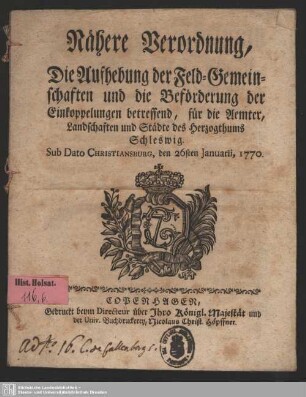 Nähere Verordnung,
Die Aufhebung der Feld-Gemein-
schaften und die Beförderung der
Einkoppelungen betreffend, für die Aemter,
Landschaften und Städte des Herzogthums
Schleswig.
Sub Dato CHRISTIANSBURG, den 26sten Januarii, 1770.
Hist. Holsat.
116,6
COPENHAGEN,
Gedruckt beym Directeur über Ihro Königl. Majestät und
der Univ. Buchdruckerey, Nicolaus Christ. Höpffner.